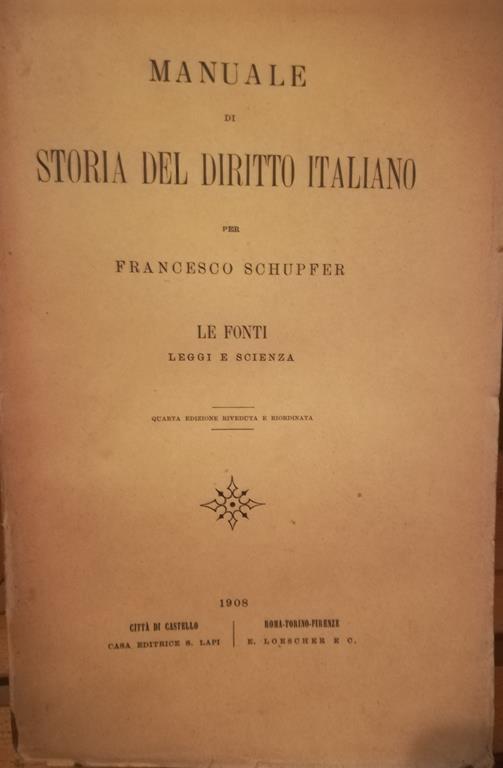 MANUALE
DI
STORIA DEL DIRITTO ITALIANO
PER
FRANCESCO SCHUPFER
LE FONTI
LEGGI E SCIENZA
QUARTA EDIZIONE RIVEDUTA E RIORDINATA
1908
CITTÀ DI CASTELLO
CASA EDITRICE S. LAPI
ROMA-TORINO-FIRENZE
E. LOESCHER E C.